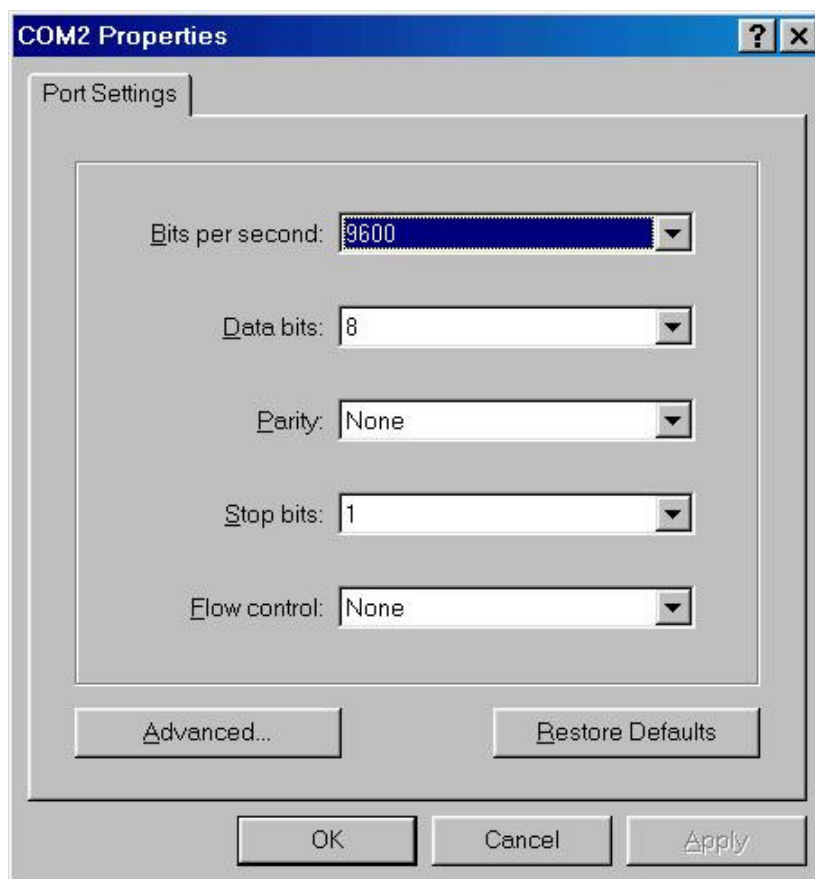 COM2 Properties
Port Settings
Bits per second: 9600
Data bits: 8
Parity: None
Stop bits: 1
Flow control: None
Advanced... Restore Defaults
OK Cancel Apply